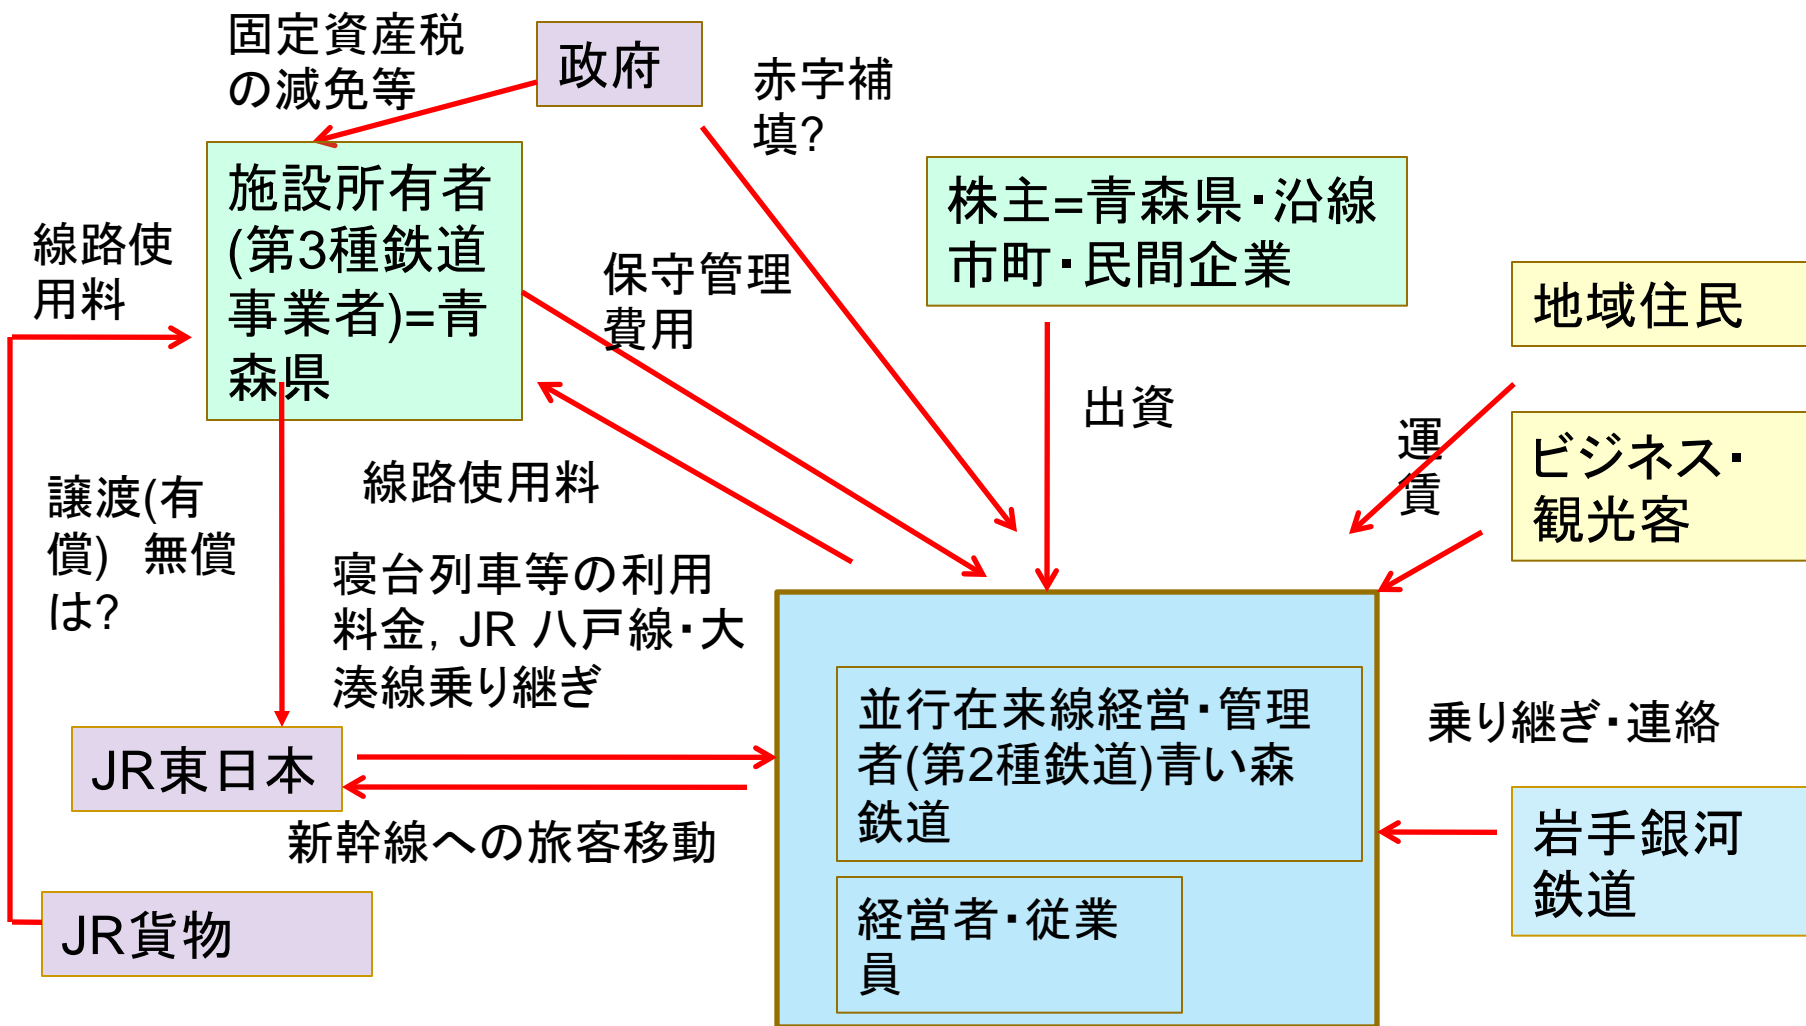 固定資産税
の減免等
政府
赤字補
填?
施設所有者
(第3種鉄道
事業者)=青
森県
株主=青森県・沿線
市町・民間企業
線路使
用料
保守管理
費用
地域住民
出資
運
賃
ビジネス・
観光客
線路使用料
譲渡(有
償) 無償
は?
寝台列車等の利用
料金, JR 八戸線・大
湊線乗り継ぎ
並行在来線経営・管理
者(第2種鉄道)青い森
鉄道
乗り継ぎ・連絡
JR東日本
新幹線への旅客移動
岩手銀河
鉄道
JR貨物
経営者・従業
員